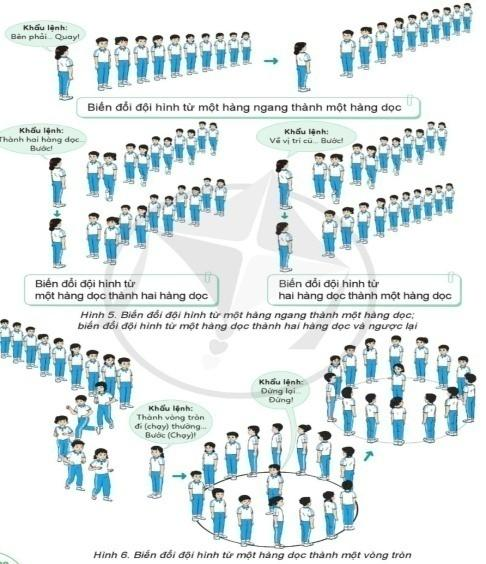 Khẩu lệnh:
Bên phải... Quay!
Biến đổi đội hình từ một hàng ngang thành một hàng dọc
Khẩu lệnh:
Thành hai hàng dọc...
Bước!
Khẩu lệnh:
Về vị trí cũ... Bước!
Biến đổi đội hình từ
một hàng dọc thành hai hàng dọc
Biến đổi đội hình từ
hai hàng dọc thành một hàng dọc
Hình 5. Biến đổi đội hình từ một hàng ngang thành một hàng dọc;
biến đổi đội hình từ một hàng dọc thành hai hàng dọc và ngược lại
Khẩu lệnh:
Thành vòng tròn
đi (chạy) thường...
Bước (Chạy)!
Khẩu lệnh:
Đứng lại...
Đứng!
Hình 6. Biến đổi đội hình từ một hàng dọc thành một vòng tròn